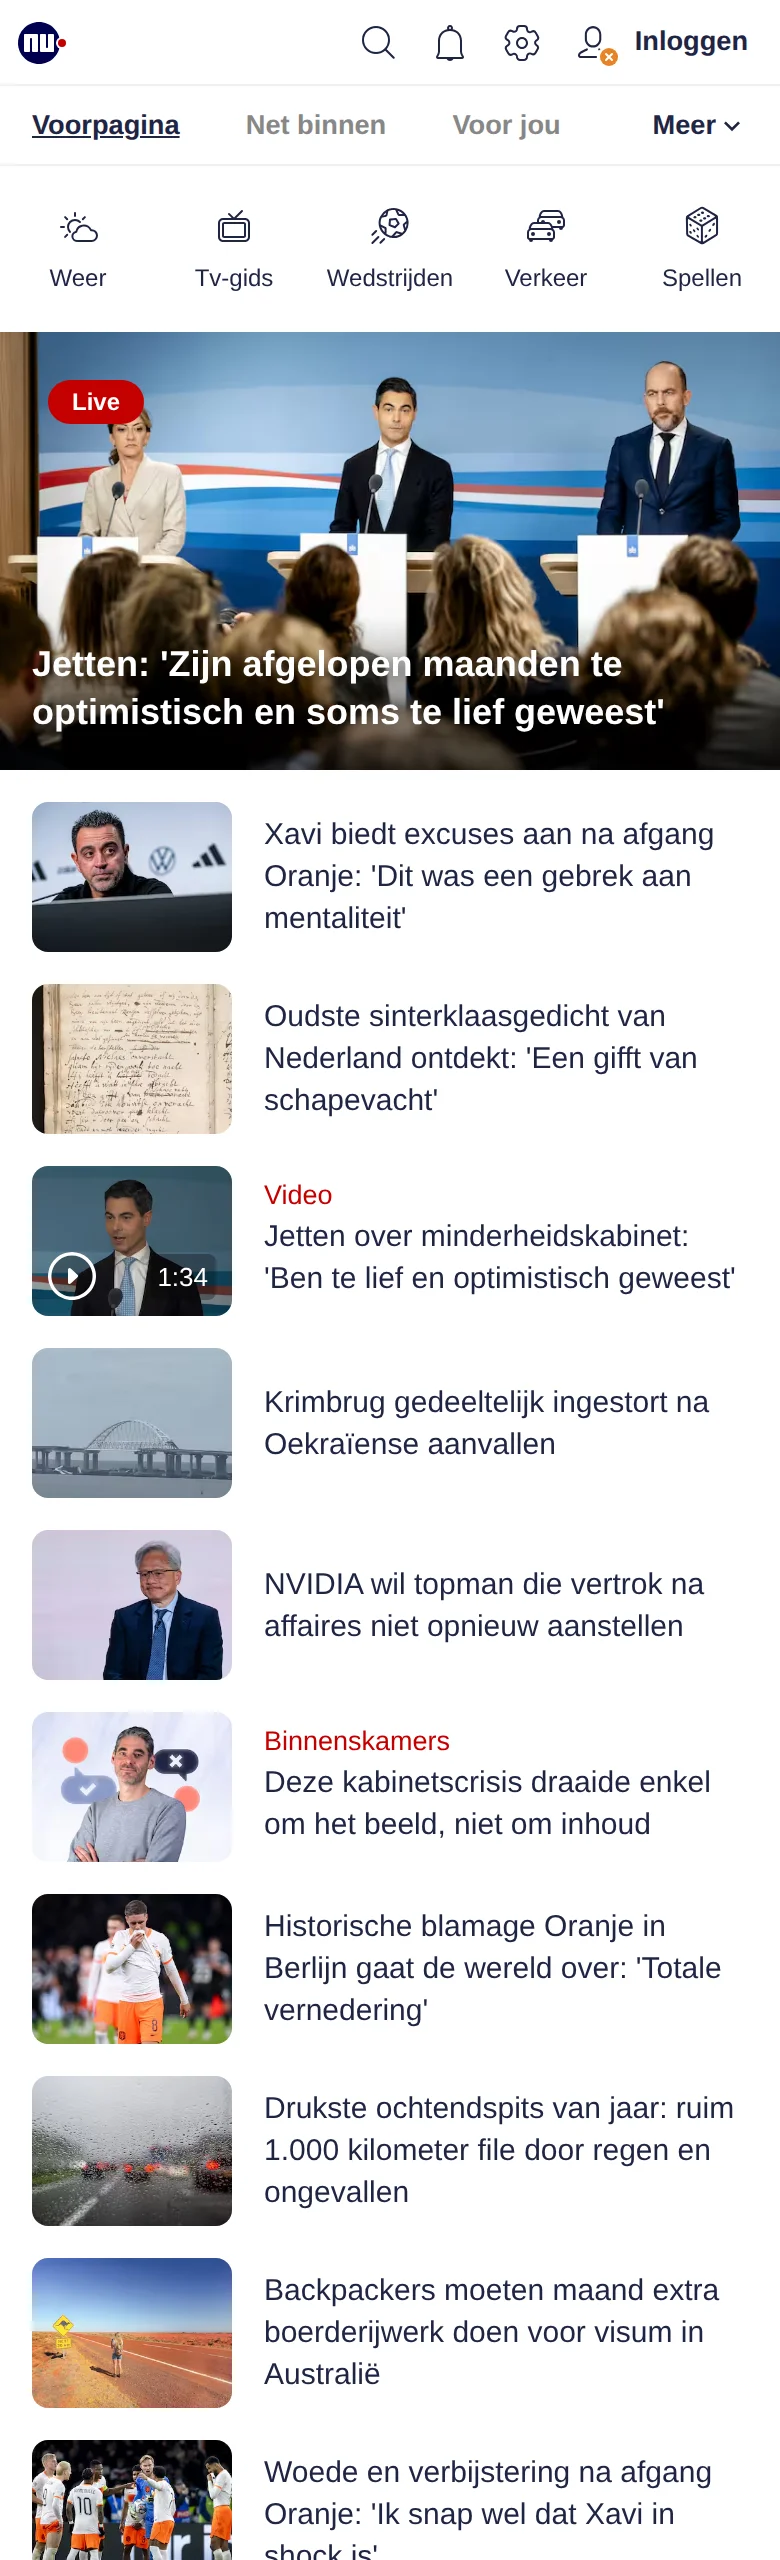 nu
Inloggen
Voorpagina
Net binnen
Voor jou
Meer
Weer
Tv-gids
Wedstrijden
Verkeer
Spellen
Live
Jetten: 'Zijn afgelopen maanden te
optimistisch en soms te lief geweest'
Xavi biedt excuses aan na afgang
Oranje: 'Dit was een gebrek aan
mentaliteit'
Oudste sinterklaasgedicht van
Nederland ontdekt: 'Een gifft van
schapevacht'
Video
Jetten over minderheidskabinet:
'Ben te lief en optimistisch geweest'
1:34
Krimbrug gedeeltelijk ingestort na
Oekraïense aanvallen
NVIDIA wil topman die vertrok na
affaires niet opnieuw aanstellen
Binnenskamers
Deze kabinetscrisis draaide enkel
om het beeld, niet om inhoud
Historische blamage Oranje in
Berlijn gaat de wereld over: 'Totale
vernedering'
8
Drukste ochtendspits van jaar: ruim
1.000 kilometer file door regen en
ongevallen
Backpackers moeten maand extra
boerderijwerk doen voor visum in
Australië
Woede en verbijstering na afgang
Oranje: 'Ik snap wel dat Xavi in
shock is'
10